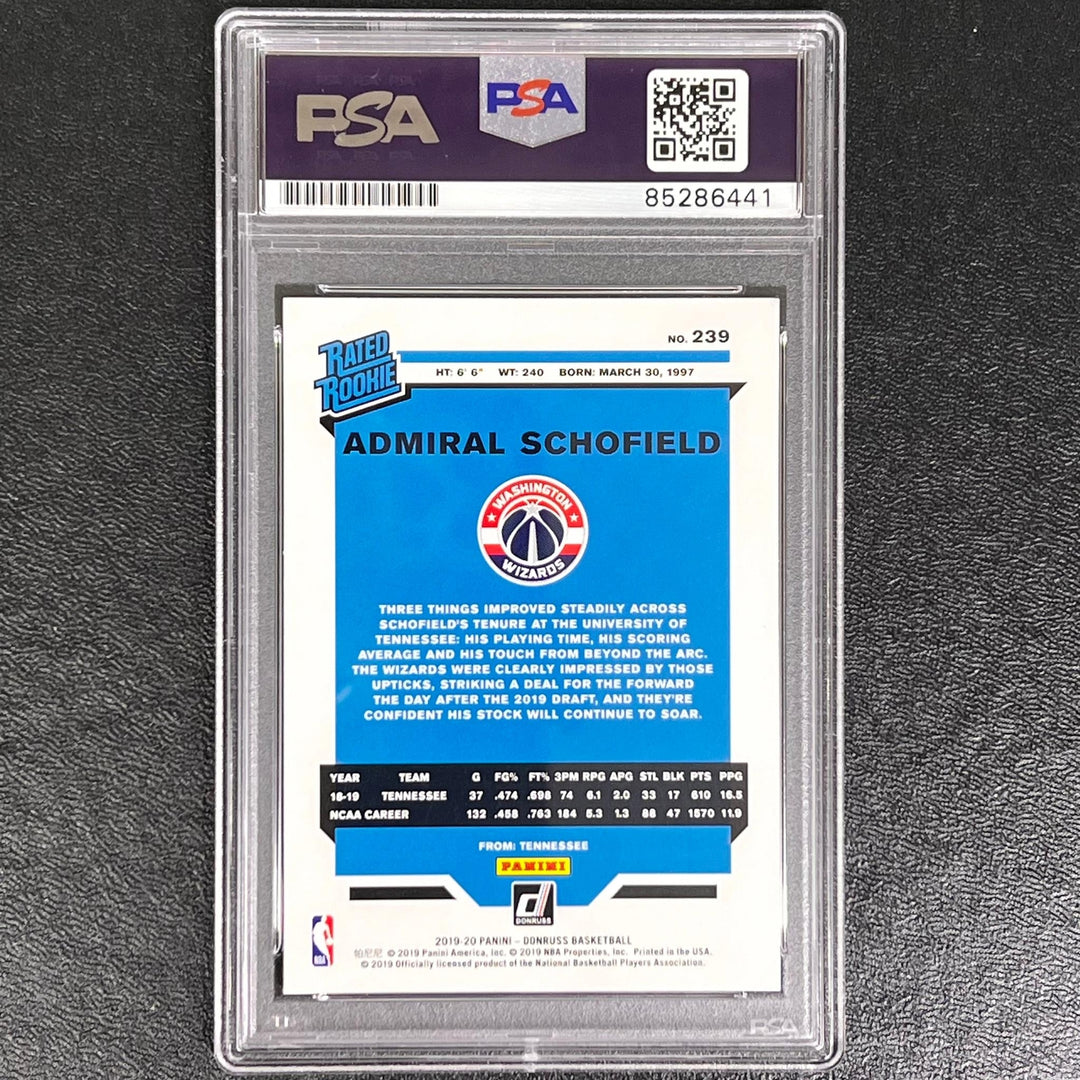 PSA
PSA
85286441
NO. 239
RATED
ROOKIE
HT: 6' 6" WT: 240 BORN: MARCH 30, 1997
ADMIRAL SCHOFIELD
WASHINGTON
WIZARDS
THREE THINGS IMPROVED STEADILY ACROSS
SCHOFIELD'S TENURE AT THE UNIVERSITY OF
TENNESSEE: HIS PLAYING TIME, HIS SCORING
AVERAGE AND HIS TOUCH FROM BEYOND THE ARC.
THE WIZARDS WERE CLEARLY IMPRESSED BY THOSE
UPTICKS, STRIKING A DEAL FOR THE FORWARD
THE DAY AFTER THE 2019 DRAFT, AND THEY'RE
CONFIDENT HIS STOCK WILL CONTINUE TO SOAR.
YEAR TEAM G FG% FT% 3PM RPG APG STL BLK PTS PPG
18-19 TENNESSEE 37 .474 .698 74 6.1 2.0 33 17 610 16.5
NCAA CAREER 132 .458 .763 184 5.3 1.3 88 47 1570 11.9
FROM: TENNESSEE
PANINI
d
DONRUSS
NBA
2019-20 PANINI – DONRUSS BASKETBALL
帕尼尼 © 2019 Panini America, Inc. © 2019 NBA Properties, Inc. Printed in the USA.
© 2019 Officially licensed product of the National Basketball Players Association.
11
PSA